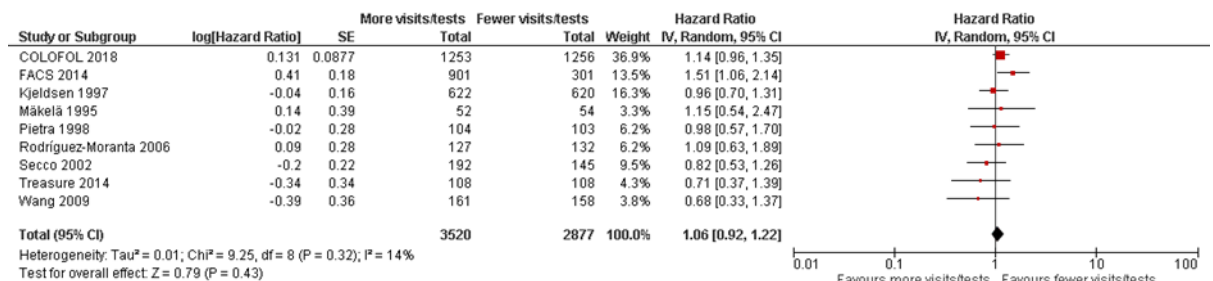 More visits/tests Fewer visits/tests Hazard Ratio Hazard Ratio
Study or Subgroup log[Hazard Ratio] SE Total Total Weight IV, Random, 95% CI IV, Random, 95% CI
COLOFOL 2018 0.131 0.0877 1253 1256 36.9% 1.14 [0.96, 1.35]
FACS 2014 0.41 0.18 901 301 13.5% 1.51 [1.06, 2.14]
Kjeldsen 1997 -0.04 0.16 622 620 16.3% 0.96 [0.70, 1.31]
Mäkelä 1995 0.14 0.39 52 54 3.3% 1.15 [0.54, 2.47]
Pietra 1998 -0.02 0.28 104 103 6.2% 0.98 [0.57, 1.70]
Rodríguez-Moranta 2006 0.09 0.28 127 132 6.2% 1.09 [0.63, 1.89]
Secco 2002 -0.2 0.22 192 145 9.5% 0.82 [0.53, 1.26]
Treasure 2014 -0.34 0.34 108 108 4.3% 0.71 [0.37, 1.39]
Wang 2009 -0.39 0.36 161 158 3.8% 0.68 [0.33, 1.37]
Total (95% CI) 3520 2877 100.0% 1.06 [0.92, 1.22]
Heterogeneity: Tau² = 0.01; Chi² = 9.25, df = 8 (P = 0.32); I² = 14%
Test for overall effect: Z = 0.79 (P = 0.43)
0.01 0.1 1 10 100
Favours more visits/tests Favours fewer visits/tests